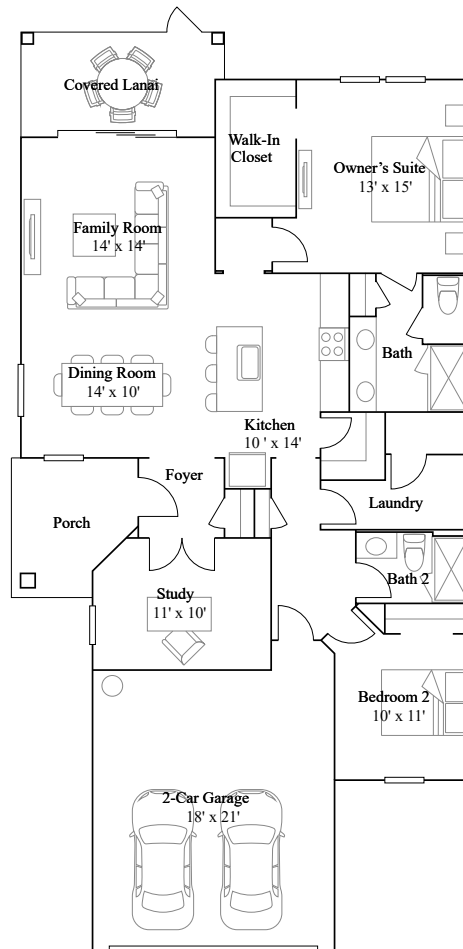 Covered Lanai
Walk-In
Closet
Owner's Suite
13' x 15'
Family Room
14' x 14'
Bath
Dining Room
14' x 10'
Kitchen
10 ' x 14'
Foyer
Laundry
Porch
Bath 2
Study
11' x 10'
Bedroom 2
10' x 11'
2-Car Garage
18' x 21'